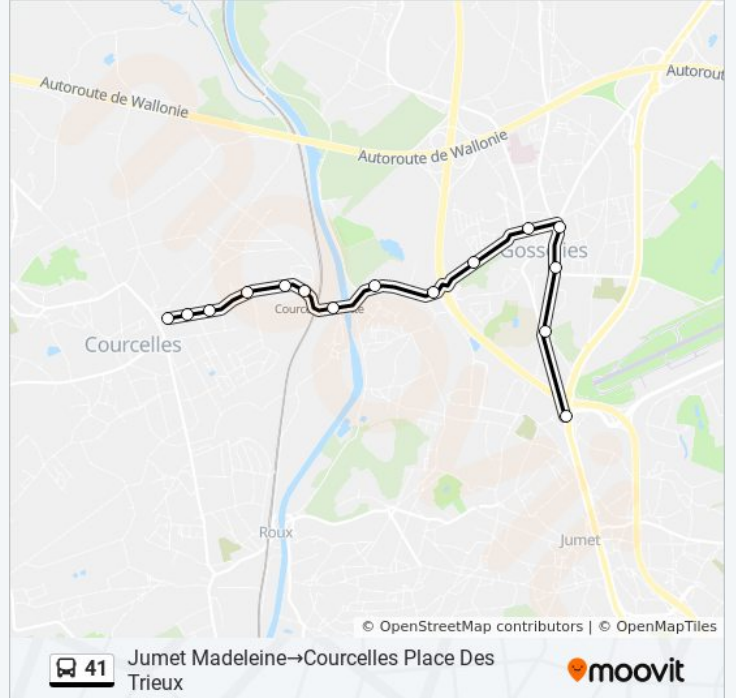 Autoroute de Wallonie
Autorout
Autoroute de Wallonie
Gosselies
Courcelles
Roux
Jumet
© OpenStreetMap contributors | © OpenMapTiles
41
Jumet Madeleine→Courcelles Place Des
Trieux
moovit